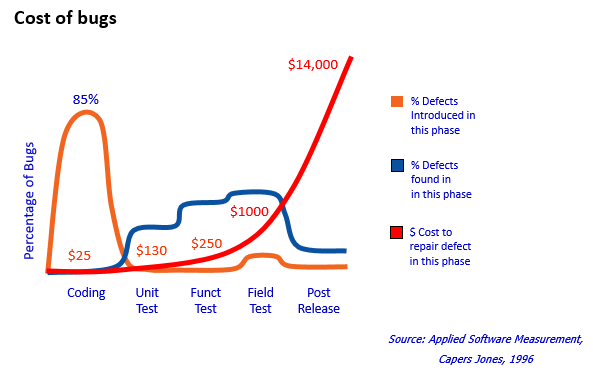 Cost of bugs
$14,000
85%
% Defects
Introduced in
this phase
% Defects
found in
in this phase
$ Cost to
repair defect
in this phase
Percentage of Bugs
$25
$130
$250
$1000
Coding
Unit
Test
Funct
Test
Field
Test
Post
Release
Source: Applied Software Measurement,
Capers Jones, 1996